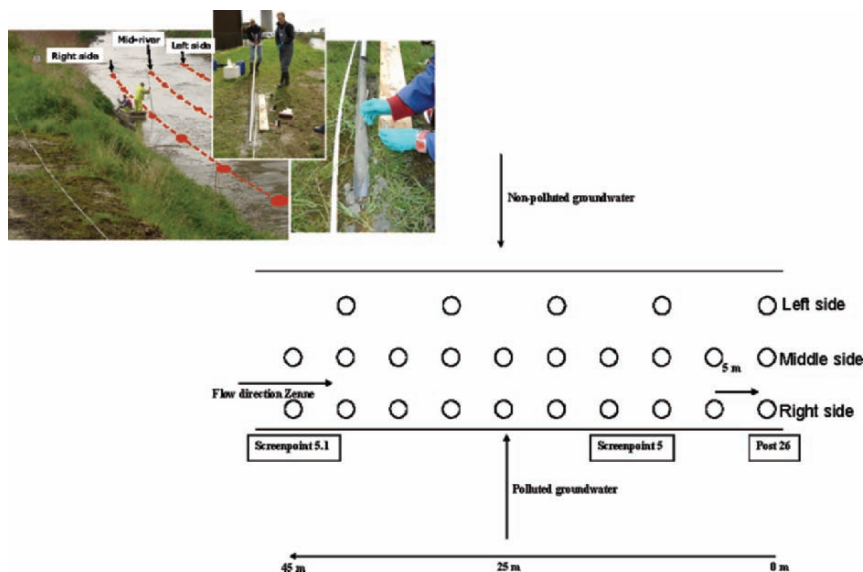 Mid-river
Left side
Right side
Non-polluted groundwater
Left side
Middle side
5 m
Flow direction Zenne
Right side
Screenpoint 5.1
Screenpoint 5
Post 26
Polluted groundwater
45 m
25 m
0 m